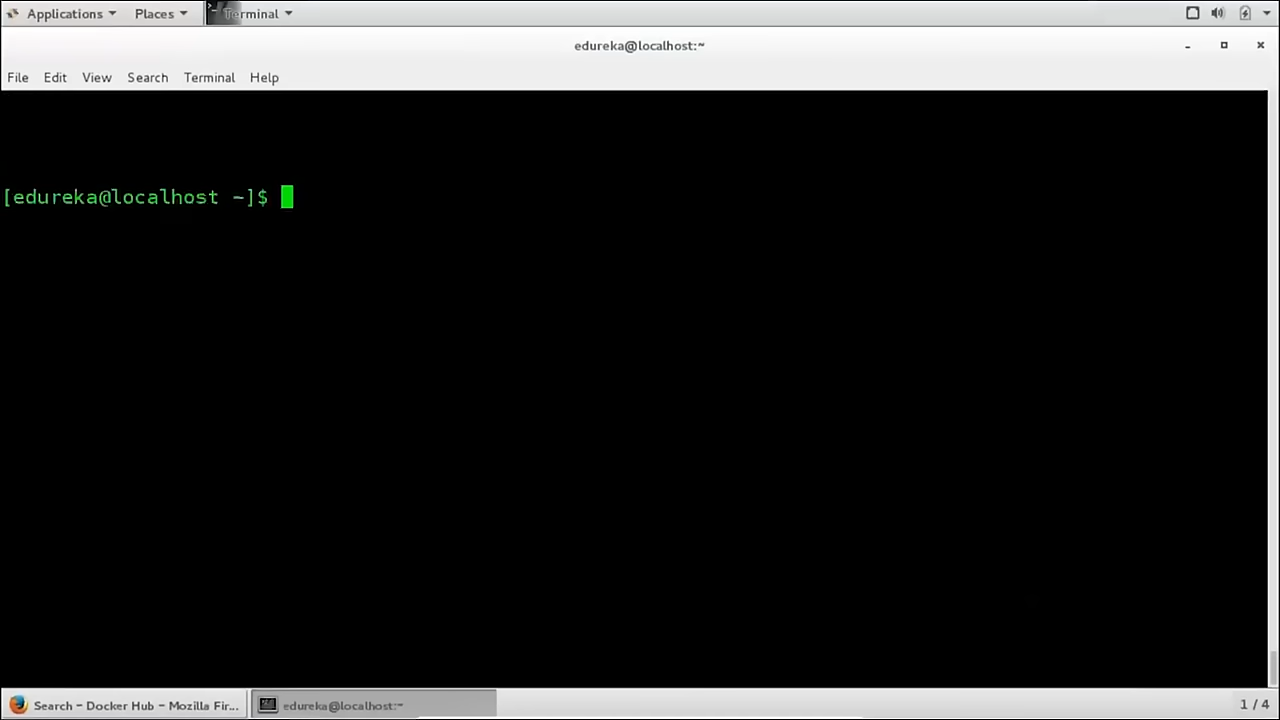 Applications Places Terminal
edureka@localhost:~
File Edit View Search Terminal Help
[edureka@localhost ~]$
Search - Docker Hub - Mozilla Fir... edureka@localhost:~ 1 / 4